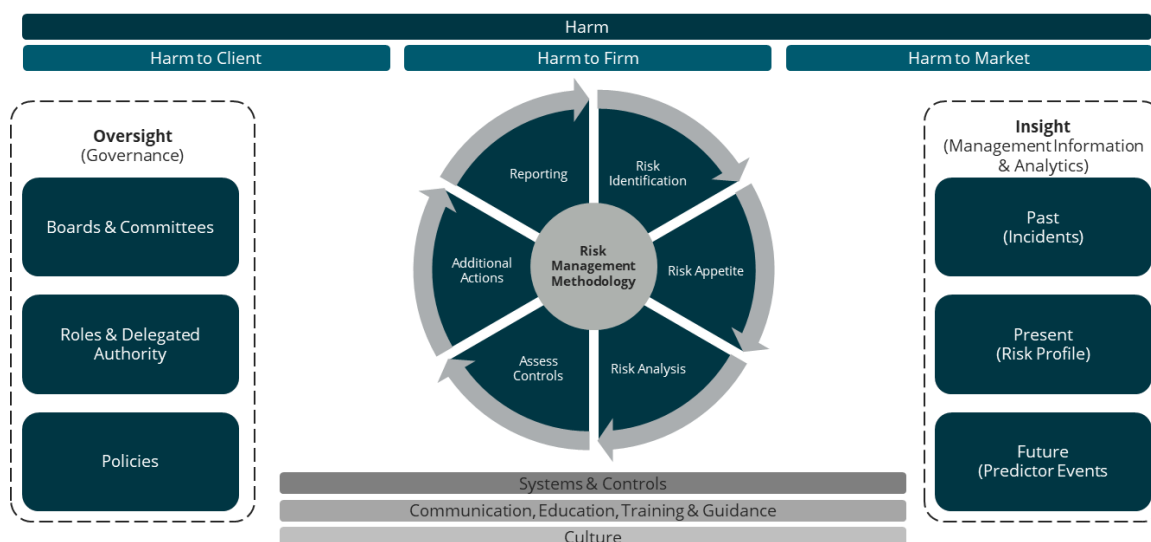 Harm
Harm to Client
Harm to Firm
Harm to Market
Oversight
(Governance)
Boards & Committees
Roles & Delegated
Authority
Policies
Reporting
Risk
Identification
Additional
Actions
Risk
Management
Methodology
Risk Appetite
Assess
Controls
Risk Analysis
Insight
(Management Information
& Analytics)
Past
(Incidents)
Present
(Risk Profile)
Future
(Predictor Events
Systems & Controls
Communication, Education, Training & Guidance
Culture